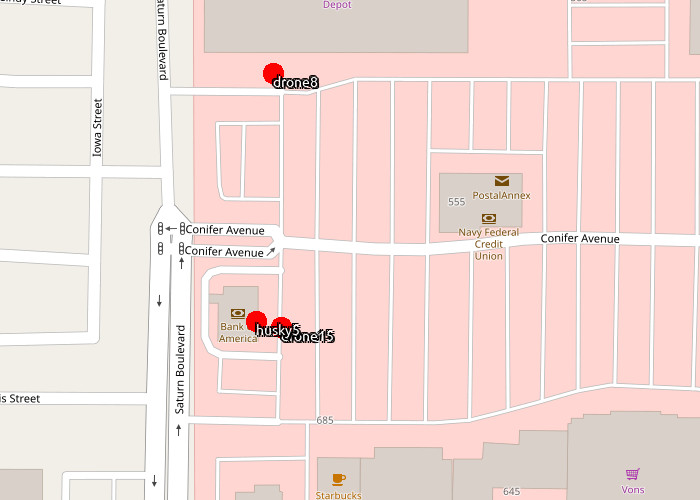 Depot
Saturn Boulevard
drone8
Iowa Street
PostalAnnex
555
Navy Federal
Credit
Union
Conifer Avenue
Conifer Avenue
Conifer Avenue
Bank
America
husky5
drone15
Saturn Boulevard
is Street
685
Starbucks
645
Vons